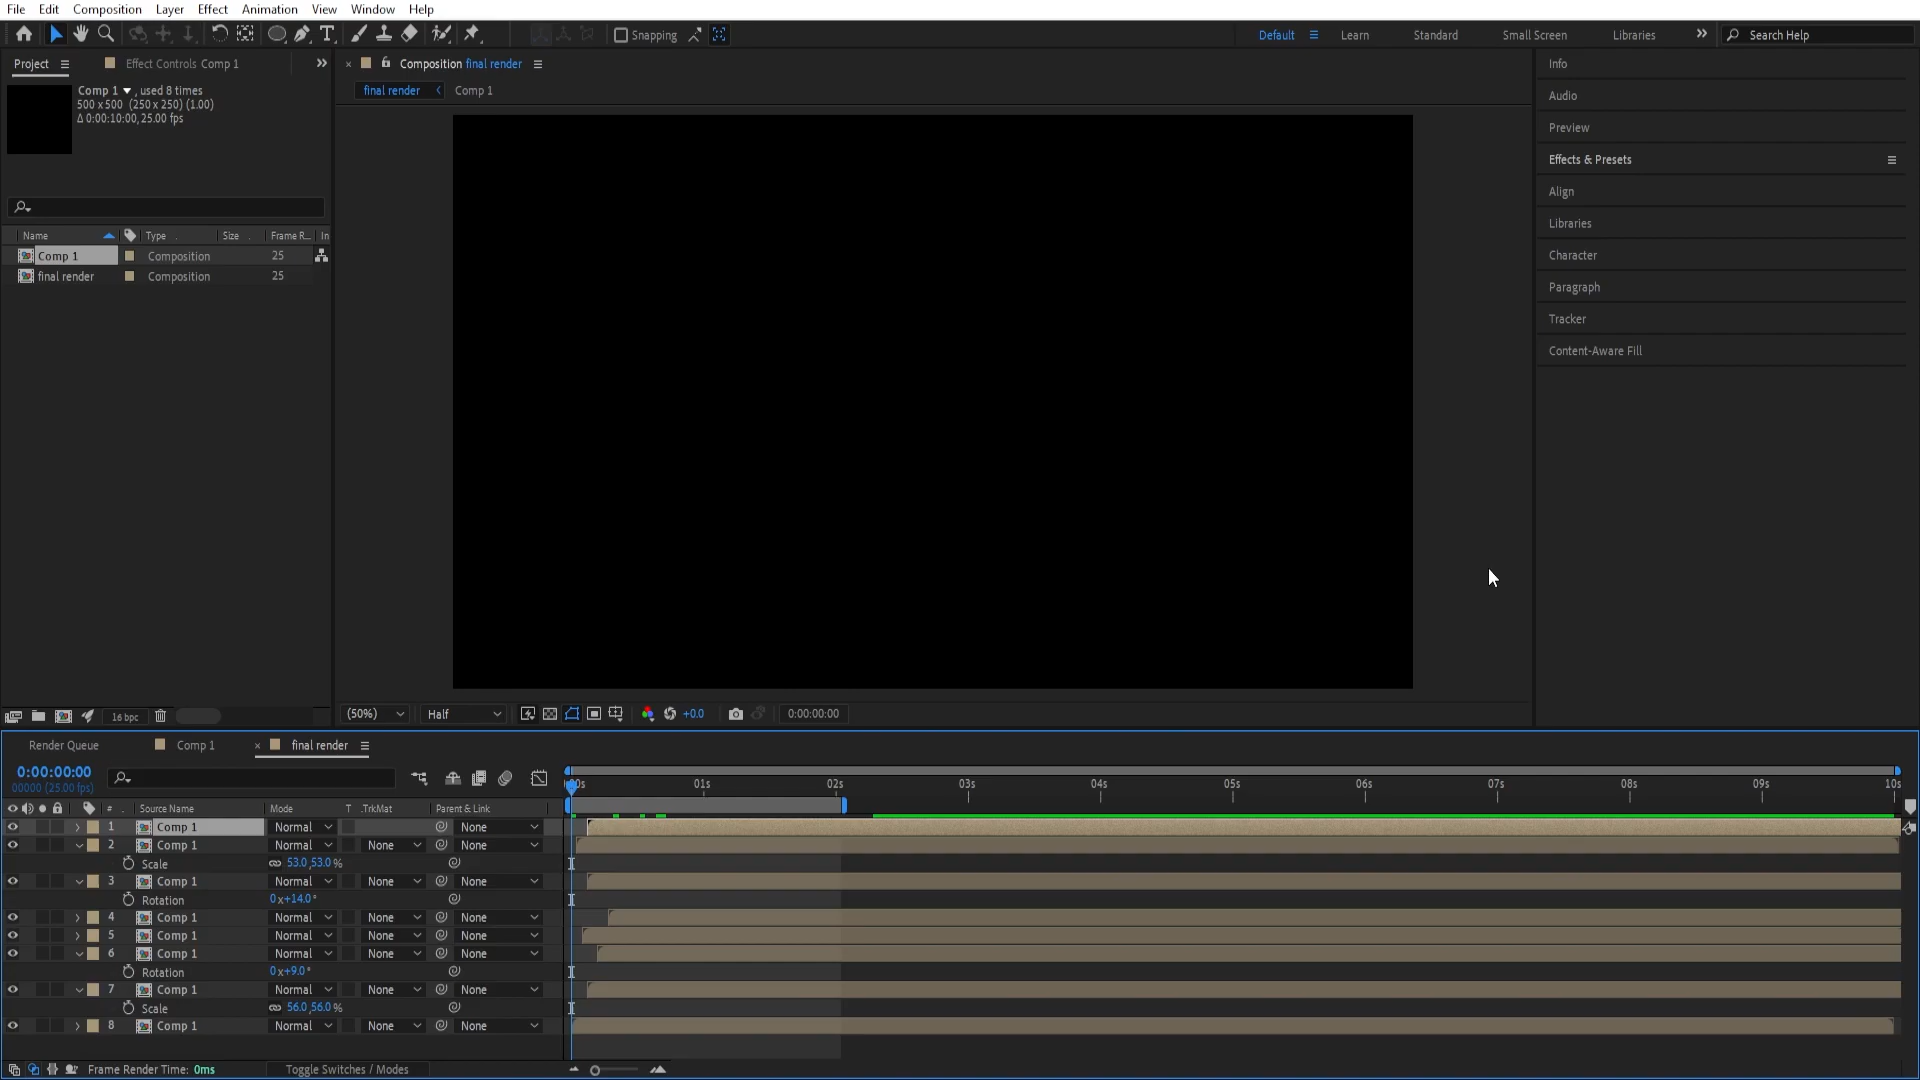 File Edit Composition Layer Effect Animation View Window Help
Snapping
Default Learn Standard Small Screen Libraries Search Help
Project Effect Controls Comp 1
Composition final render
final render Comp 1
Comp 1 , used 8 times
500 x 500 (250 x 250) (1.00)
Δ 0:00:10:00, 25.00 fps
Name Type Size Frame R... In
Comp 1 Composition 25
final render Composition 25
16 bpc
(50%) Half +0.0 0:00:00:00
Info
Audio
Preview
Effects & Presets
Align
Libraries
Character
Paragraph
Tracker
Content-Aware Fill
Render Queue Comp 1 final render
0:00:00:00
00000 (25.00 fps)
01s 02s 03s 04s 05s 06s 07s 08s 09s 10s
# Source Name Mode T .TrkMat Parent & Link
1 Comp 1 Normal None
2 Comp 1 Normal None None
Scale 53.0,53.0 %
3 Comp 1 Normal None None
Rotation 0x+14.0°
4 Comp 1 Normal None None
5 Comp 1 Normal None None
6 Comp 1 Normal None None
Rotation 0x+9.0°
7 Comp 1 Normal None None
Scale 56.0,56.0 %
8 Comp 1 Normal None None
Frame Render Time: 0ms Toggle Switches / Modes